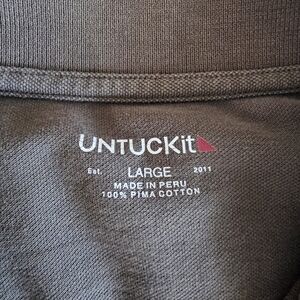 UNTUCKit
Est. LARGE 2011
MADE IN PERU
100% PIMA COTTON